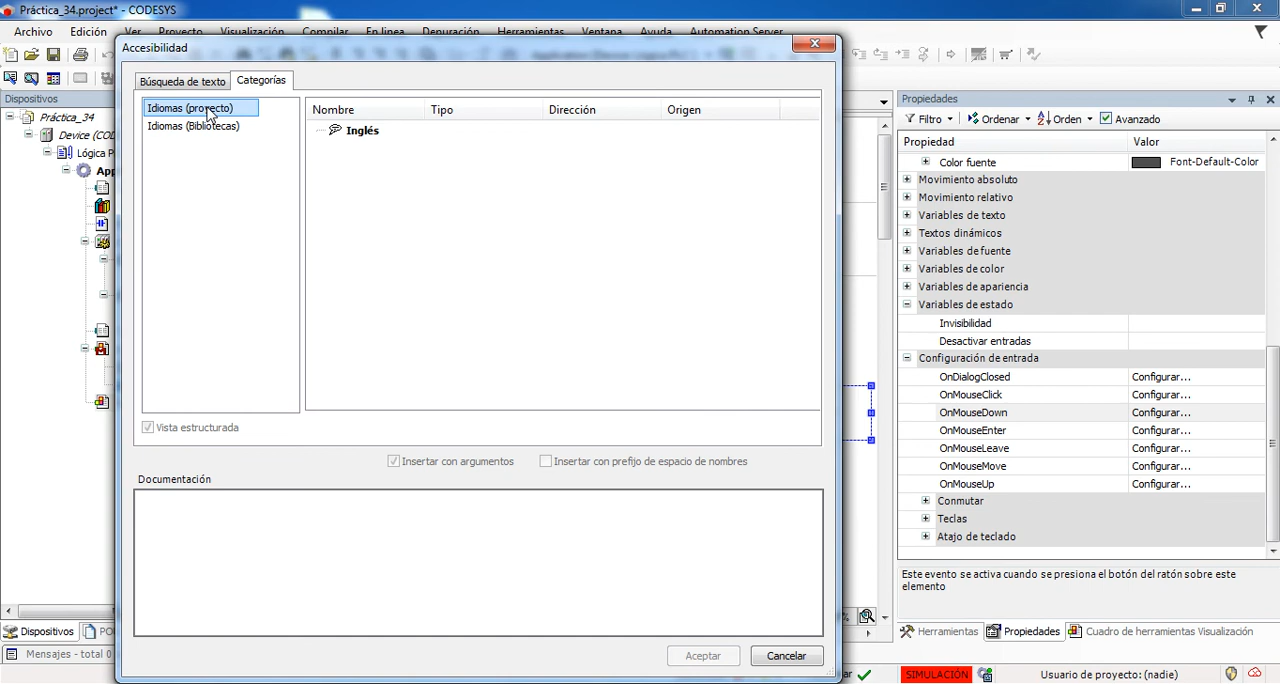 Práctica_34.project* - CODESYS
Archivo Edición Ver Proyecto Visualización Compilar En línea Depuración Herramientas Ventana Ayuda Automation Server
Accesibilidad
Búsqueda de texto Categorías
Idiomas (proyecto)
Idiomas (Bibliotecas)
Nombre Tipo Dirección Origen
Inglés
Vista estructurada
Insertar con argumentos Insertar con prefijo de espacio de nombres
Documentación
Aceptar Cancelar
Dispositivos
Práctica_34
Device (COD
Lógica P
App
Dispositivos PO
Mensajes - total 0
Propiedades
Filtro Ordenar Orden Avanzado
Propiedad Valor
Color fuente Font-Default-Color
Movimiento absoluto
Movimiento relativo
Variables de texto
Textos dinámicos
Variables de fuente
Variables de color
Variables de apariencia
Variables de estado
Invisibilidad
Desactivar entradas
Configuración de entrada
OnDialogClosed Configurar...
OnMouseClick Configurar...
OnMouseDown Configurar...
OnMouseEnter Configurar...
OnMouseLeave Configurar...
OnMouseMove Configurar...
OnMouseUp Configurar...
Conmutar
Teclas
Atajo de teclado
Este evento se activa cuando se presiona el botón del ratón sobre este
elemento
Herramientas Propiedades Cuadro de herramientas Visualización
SIMULACIÓN Usuario de proyecto: (nadie)